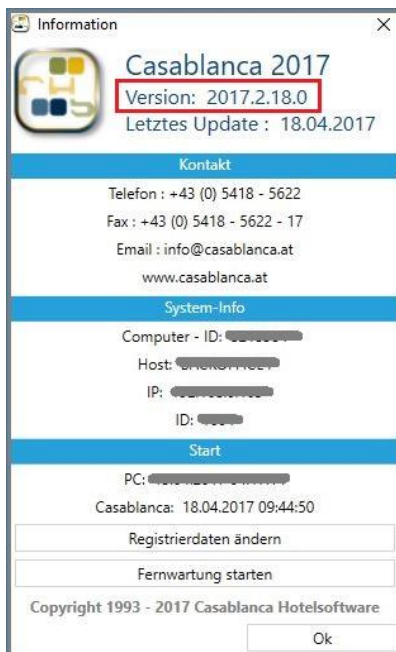 Information
Casablanca 2017
Version: 2017.2.18.0
Letztes Update : 18.04.2017
Kontakt
Telefon : +43 (0) 5418 - 5622
Fax : +43 (0) 5418 - 5622 - 17
Email : info@casablanca.at
www.casablanca.at
System-Info
Computer - ID:
Host:
IP:
ID:
Start
PC:
Casablanca: 18.04.2017 09:44:50
Registrierdaten ändern
Fernwartung starten
Copyright 1993 - 2017 Casablanca Hotelsoftware
Ok